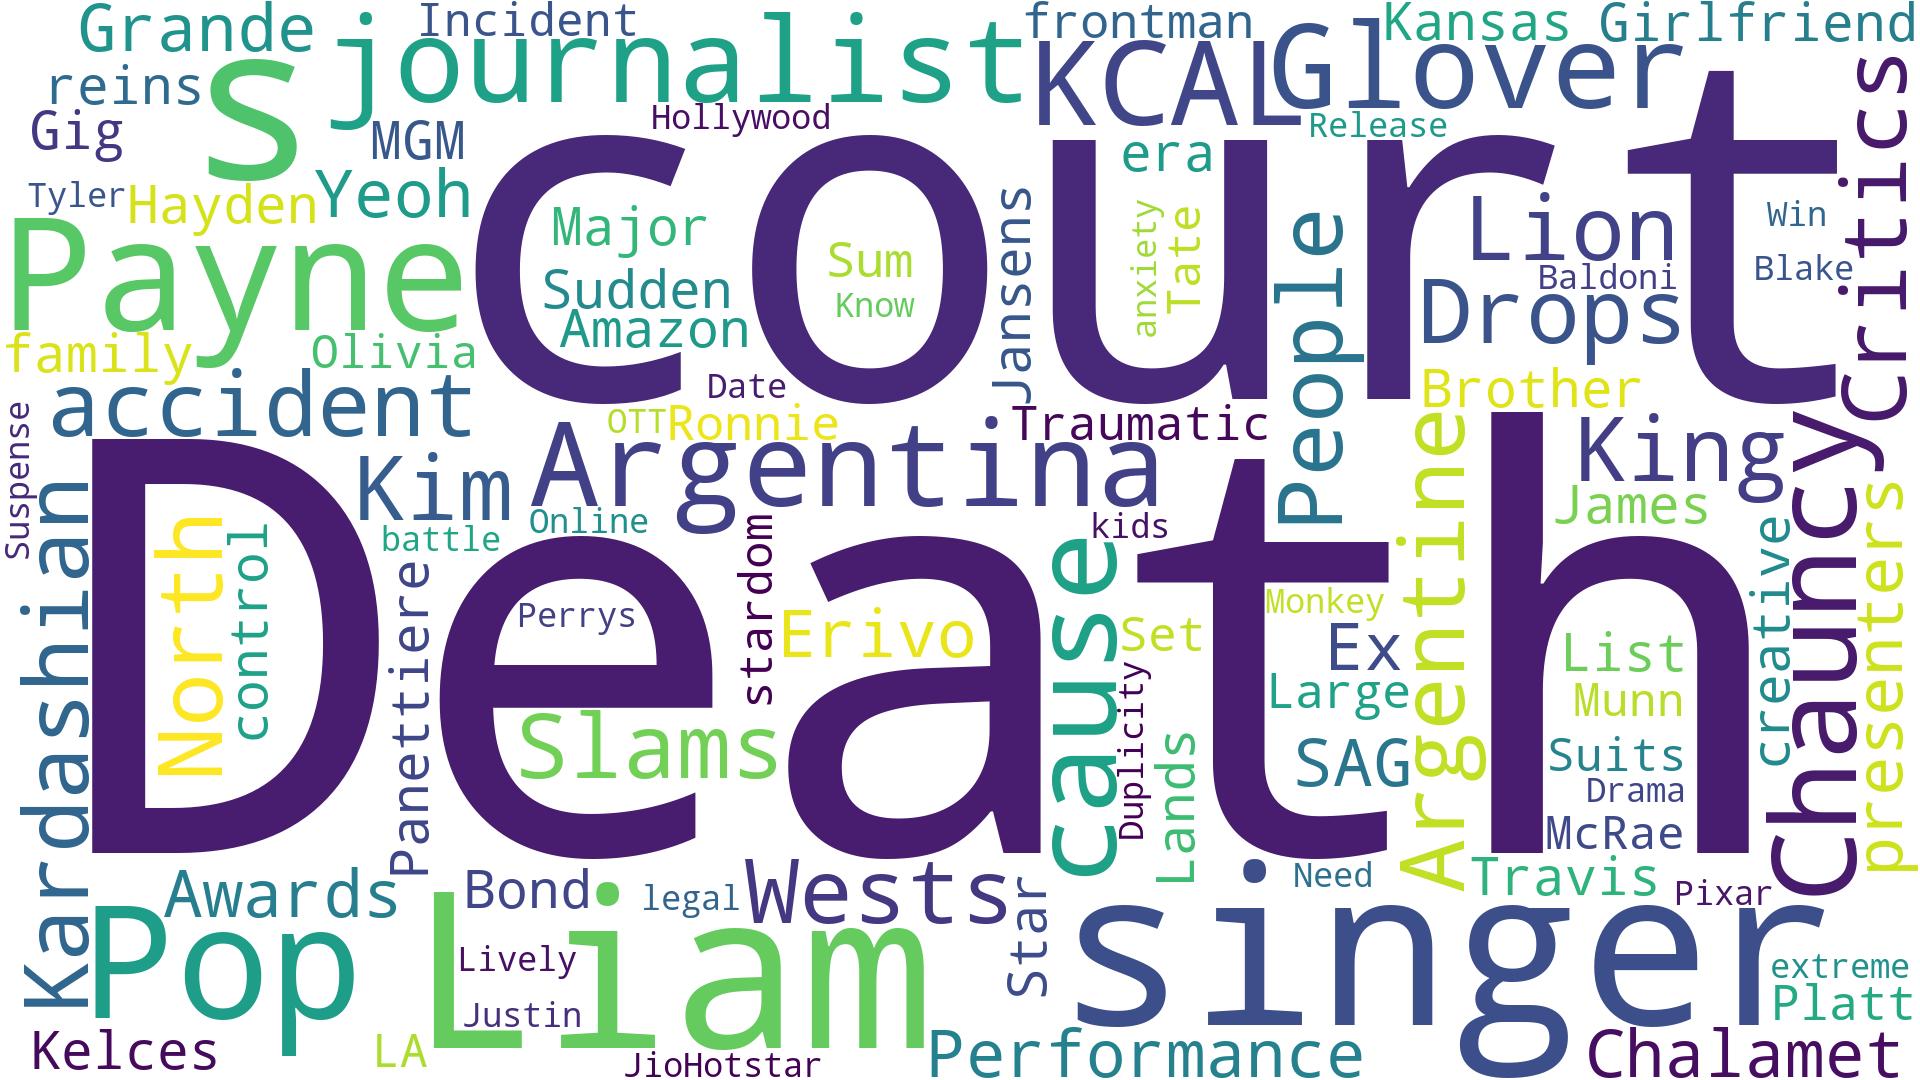 Grande
Incident
journalist
frontman
KCAL
Glover
Kansas
Girlfriend
reins
s
Gig
MGM
Hollywood
Release
era
Critics
court
Tyler
Hayden
Yeoh
Major
Sum
Know
Jansens
anxiety
Tate
People
Lion
Win
Baldoni
Blake
Payne
Sudden
Amazon
Drops
family
Olivia
accident
Date
OTT
Ronnie
Traumatic
Brother
Suspense
Kim
Argentina
King
James
Chauncy
presenters
Kardashian
North
control
battle
Online
kids
Death
Panettiere
Perrys
stardom
Erivo
cause
Set
Monkey
Ex
Argentine
List
creative
Slams
Duplicity
Large
Munn
Lands
SAG
Suits
Drama
McRae
Awards
Bond
legal
Wests
Star
Need
Travis
Pixar
Pop
Liam
Lively
Justin
singer
extreme
Platt
Kelces
LA
JioHotstar
Performance
Chalamet